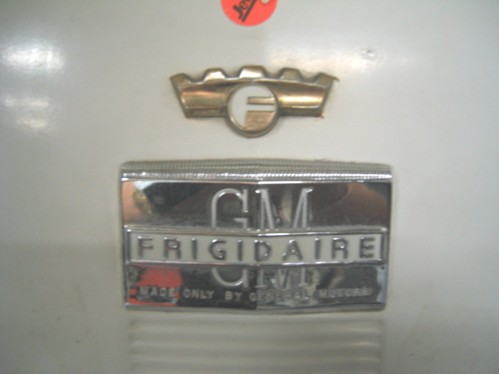 F
GM
FRIGIDAIRE
MADE ONLY BY GENERAL MOTORS